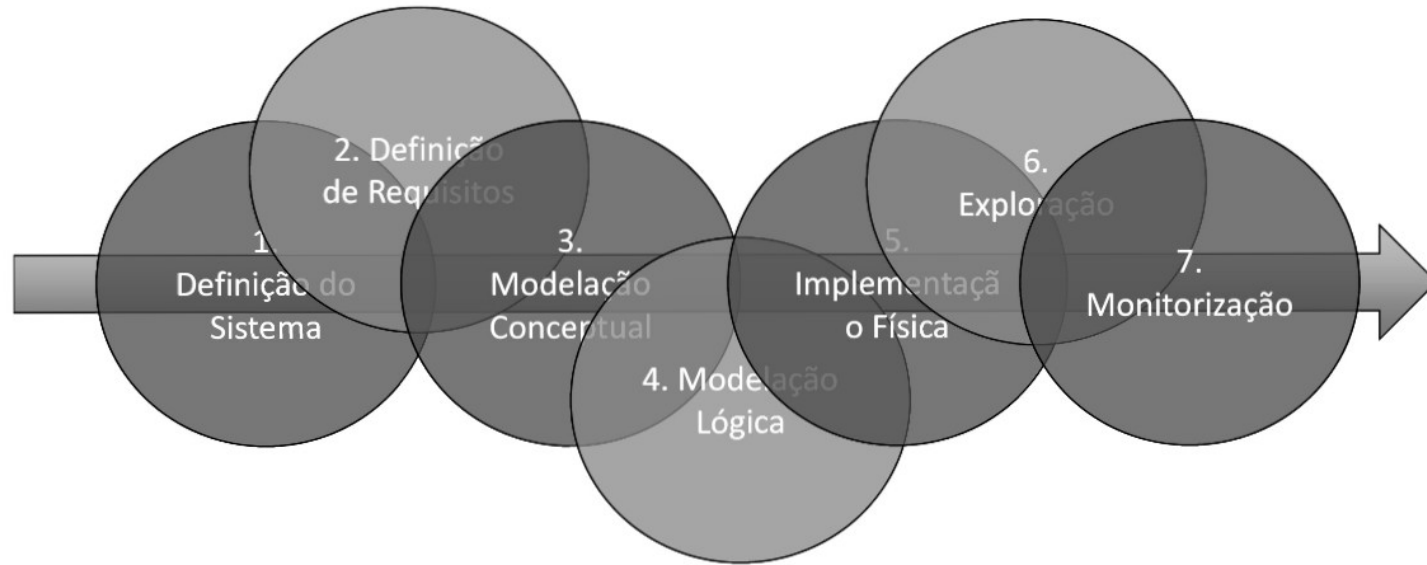 1.
Definição do
Sistema
2. Definição
de Requisitos
3.
Modelação
Conceptual
4. Modelação
Lógica
5.
Implementaçã
o Física
6.
Exploração
7.
Monitorização